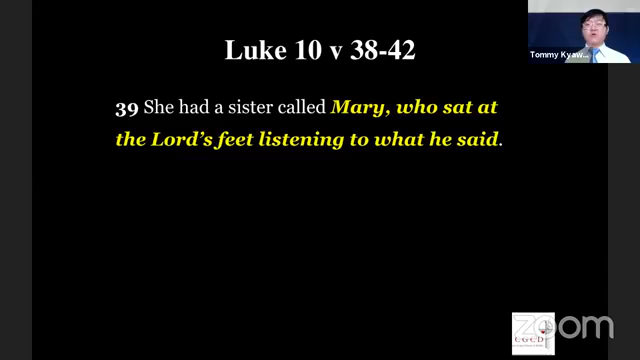 Luke 10 v 38-42
Tommy Kyaw...
39 She had a sister called Mary, who sat at
the Lord’s feet listening to what he said.
zoom